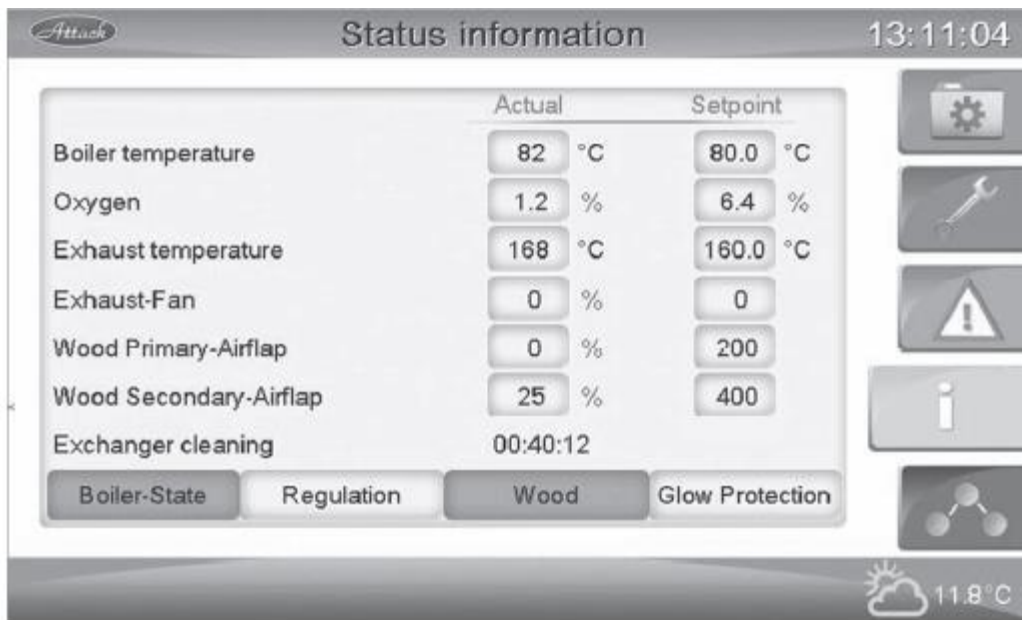 Attack Status information 13:11:04
Actual Setpoint
Boiler temperature 82 °C 80.0 °C
Oxygen 1.2 % 6.4 %
Exhaust temperature 168 °C 160.0 °C
Exhaust-Fan 0 % 0
Wood Primary-Airflap 0 % 200
Wood Secondary-Airflap 25 % 400
Exchanger cleaning 00:40:12
Boiler-State Regulation Wood Glow Protection
11.8°C